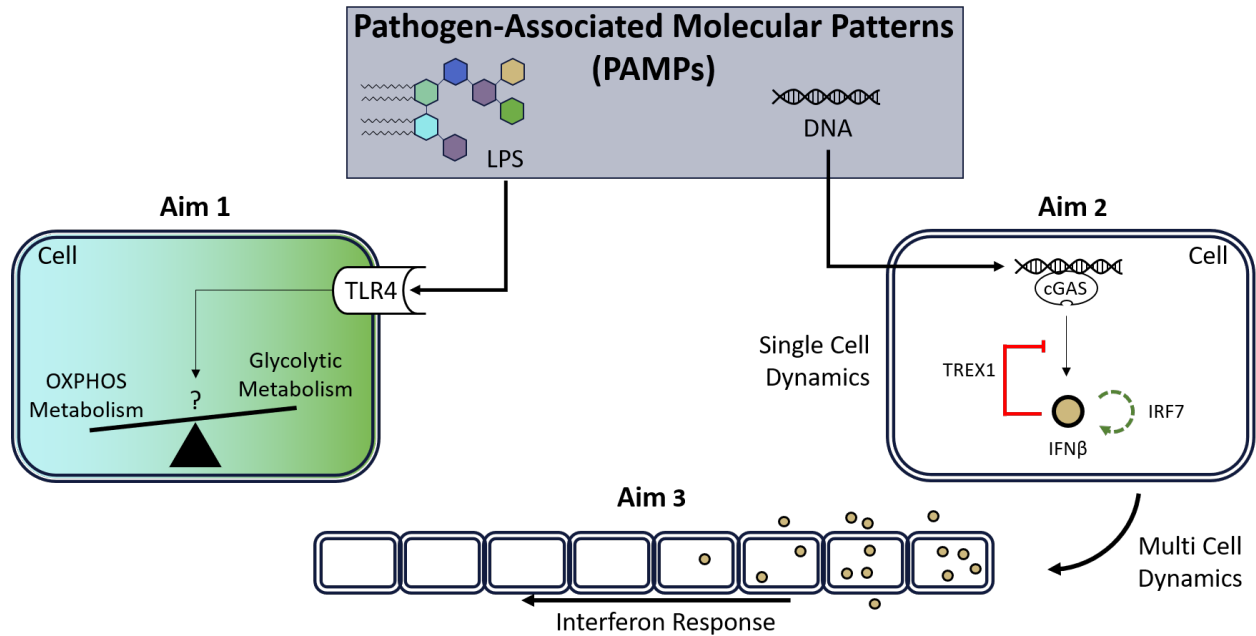 Pathogen-Associated Molecular Patterns
(PAMPs)
LPS
DNA
Aim 1
Cell
TLR4
OXPHOS
Metabolism
?
Glycolytic
Metabolism
Aim 2
Cell
cGAS
Single Cell
Dynamics
TREX1
IRF7
IFNβ
Aim 3
Multi Cell
Dynamics
Interferon Response